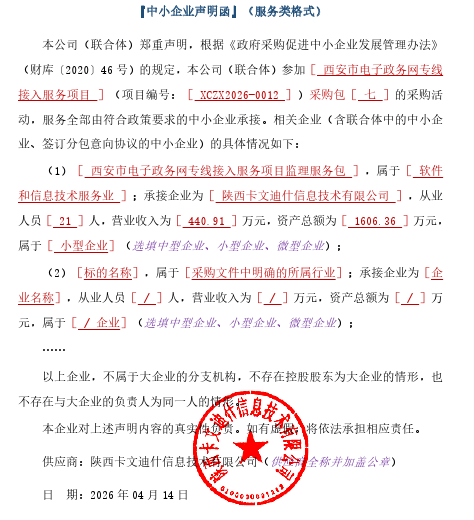 『中小企业声明函』（服务类格式）
本公司（联合体）郑重声明，根据《政府采购促进中小企业发展管理办法》
（财库〔2020〕46 号）的规定，本公司（联合体）参加［ 西安市电子政务网专线
接入服务项目 ］（项目编号：［ XCZX2026-0012 ］）采购包［ 七 ］的采购活
动，服务全部由符合政策要求的中小企业承接。相关企业（含联合体中的中小企
业、签订分包意向协议的中小企业）的具体情况如下：
（1）［ 西安市电子政务网专线接入服务项目监理服务包 ］，属于［ 软件
和信息技术服务业 ］；承接企业为［ 陕西卡文迪什信息技术有限公司 ］，从业
人员［ 21 ］人，营业收入为［ 440.91 ］万元，资产总额为［ 1606.36 ］万元，
属于［ 小型企业］（选填中型企业、小型企业、微型企业）；
（2）［标的名称］，属于［采购文件中明确的所属行业］；承接企业为［企
业名称］，从业人员［ / ］人，营业收入为［ / ］万元，资产总额为［ / ］万
元，属于［ / 企业］（选填中型企业、小型企业、微型企业）；
……
以上企业，不属于大企业的分支机构，不存在控股股东为大企业的情形，也
不存在与大企业的负责人为同一人的情形。
本企业对上述声明内容的真实性负责。如有虚假，将依法承担相应责任。
供应商：陕西卡文迪什信息技术有限公司（供应商全称并加盖公章）
陕西卡文迪什信息技术有限公司
日　期：2026 年 04 月 14 日